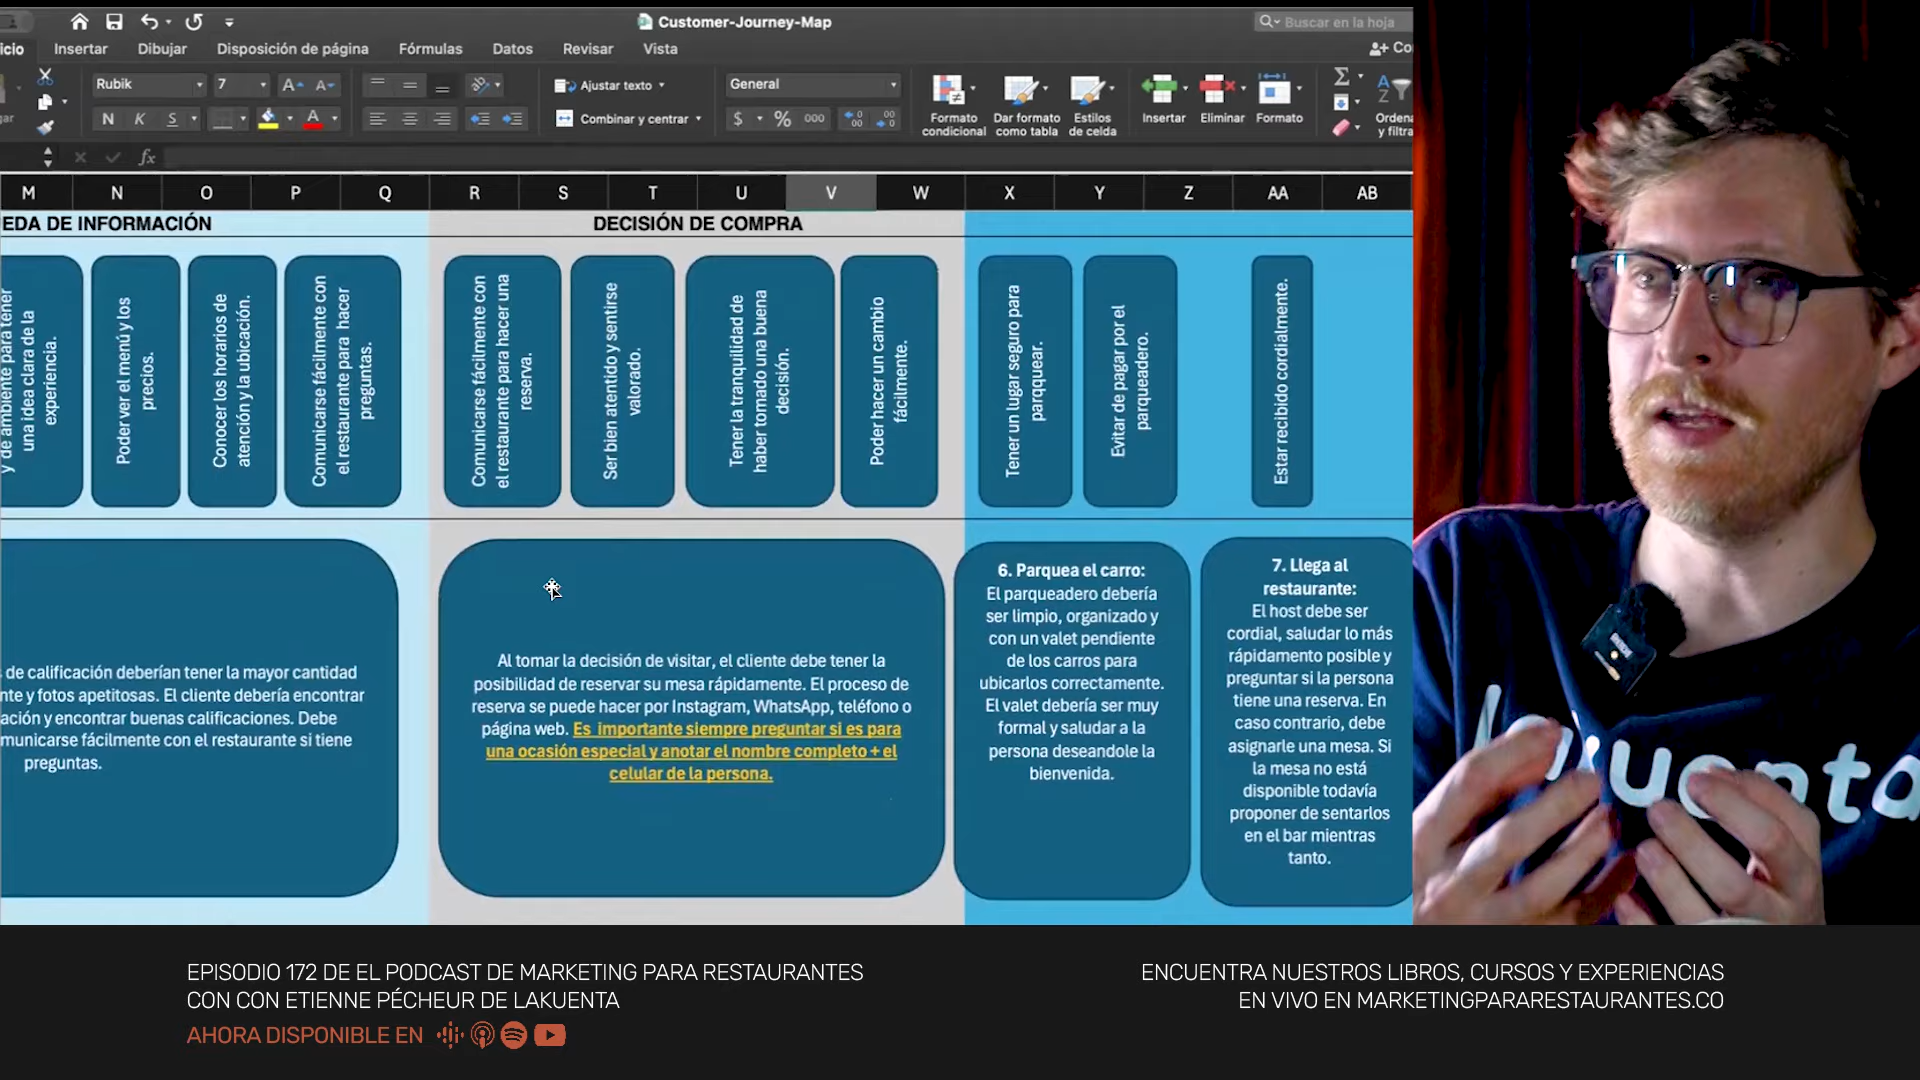 Customer-Journey-Map
Buscar en la hoja
icio
Insertar
Dibujar
Disposición de página
Fórmulas
Datos
Revisar
Vista
Co
Rubik
7
A
A
Ajustar texto
General
N
K
S
A
Combinar y centrar
$
%
000
Formato
condicional
Dar formato
como tabla
Estilos
de celda
Insertar
Eliminar
Formato
Σ
Ordena
y filtra
fx
M
N
O
P
Q
R
S
T
U
V
W
X
Y
Z
AA
AB
EDA DE INFORMACIÓN
DECISIÓN DE COMPRA
y de ambiente para tener
una idea clara de la
experiencia.
Poder ver el menú y los
precios.
Conocer los horarios de
atención y la ubicación.
Comunicarse fácilmente con
el restaurante para hacer
preguntas.
Comunicarse fácilmente con
el restaurante para hacer una
reserva.
Ser bien atentido y sentirse
valorado.
Tener la tranquilidad de
haber tomado una buena
decisión.
Poder hacer un cambio
fácilmente.
Tener un lugar seguro para
parquear.
Evitar de pagar por el
parqueadero.
Estar recibido cordialmente.
de calificación deberían tener la mayor cantidad
nte y fotos apetitosas. El cliente debería encontrar
ación y encontrar buenas calificaciones. Debe
municarse fácilmente con el restaurante si tiene
preguntas.
Al tomar la decisión de visitar, el cliente debe tener la
posibilidad de reservar su mesa rápidamente. El proceso de
reserva se puede hacer por Instagram, WhatsApp, teléfono o
página web. Es importante siempre preguntar si es para
una ocasión especial y anotar el nombre completo + el
celular de la persona.
6. Parquea el carro:
El parqueadero debería
ser limpio, organizado y
con un valet pendiente
de los carros para
ubicarlos correctamente.
El valet debería ser muy
formal y saludar a la
persona deseandole la
bienvenida.
7. Llega al
restaurante:
El host debe ser
cordial, saludar lo más
rápidamento posible y
preguntar si la persona
tiene una reserva. En
caso contrario, debe
asignarle una mesa. Si
la mesa no está
disponible todavía
proponer de sentarlos
en el bar mientras
tanto.
EPISODIO 172 DE EL PODCAST DE MARKETING PARA RESTAURANTES
CON CON ETIENNE PÉCHEUR DE LAKUENTA
AHORA DISPONIBLE EN
ENCUENTRA NUESTROS LIBROS, CURSOS Y EXPERIENCIAS
EN VIVO EN MARKETINGPARARESTAURANTES.CO